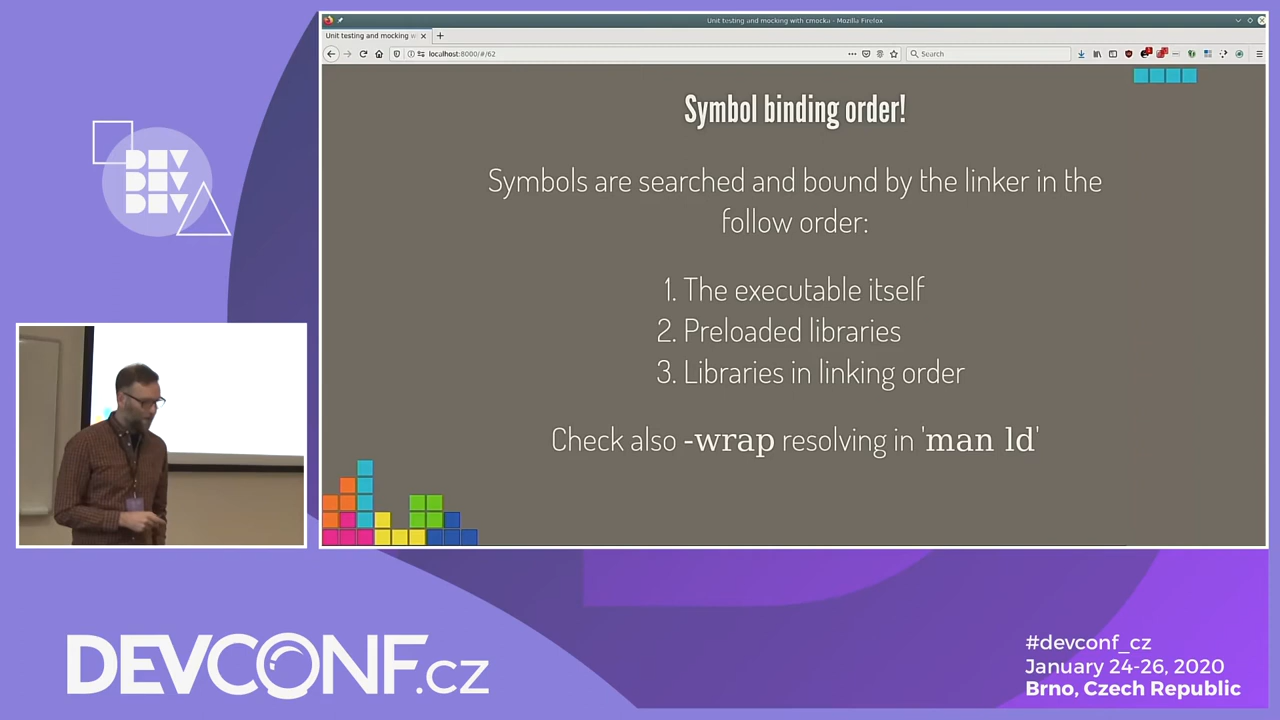 Unit testing and mocking with cmocka - Mozilla Firefox
Unit testing and mocking w
localhost:8000/#/62
Search
Symbol binding order!
Symbols are searched and bound by the linker in the
follow order:
1. The executable itself
2. Preloaded libraries
3. Libraries in linking order
Check also -wrap resolving in 'man ld'
DEV
DEV
DEV
DEVCONF.cz
#devconf_cz
January 24-26, 2020
Brno, Czech Republic